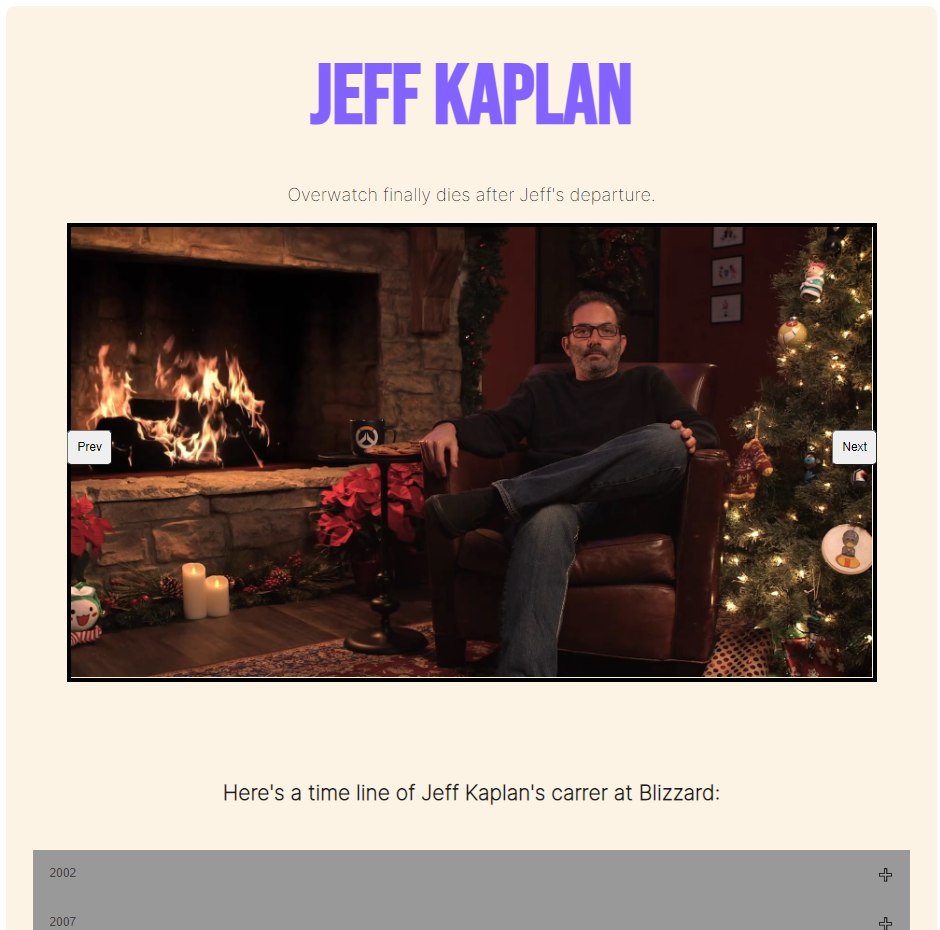 JEFF KAPLAN
Overwatch finally dies after Jeff's departure.
Prev
Next
Here's a time line of Jeff Kaplan's carrer at Blizzard:
2002
2007